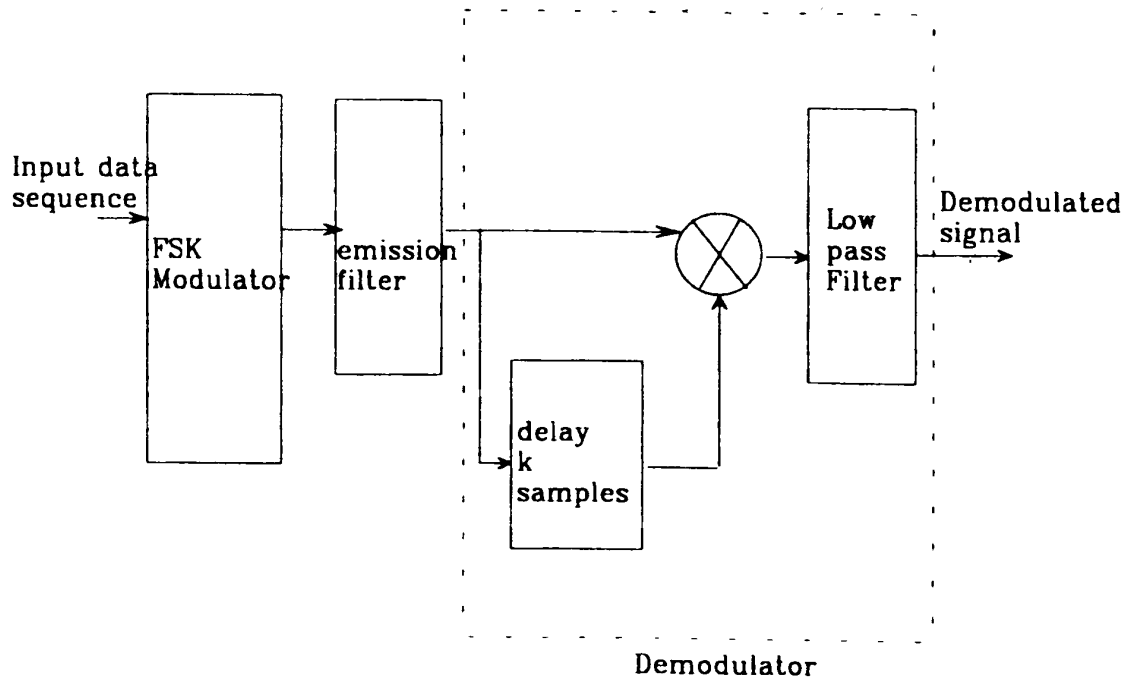 Input data
sequence
FSK
Modulator
emission
filter
delay
k
samples
Low
pass
Filter
Demodulated
signal
Demodulator